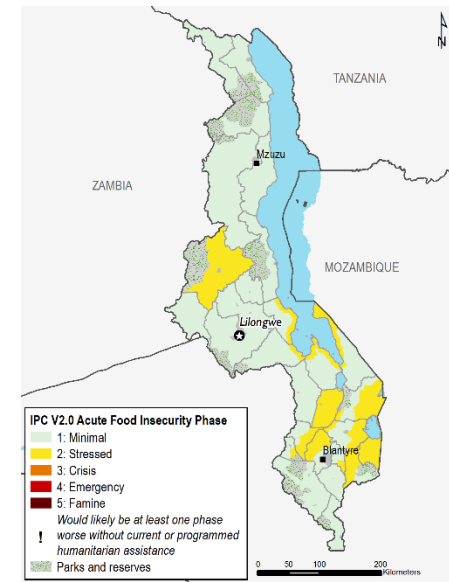 N
TANZANIA
Mzuzu
ZAMBIA
MOZAMBIQUE
Lilongwe
Blantyre
IPC V2.0 Acute Food Insecurity Phase
1: Minimal
2: Stressed
3: Crisis
4: Emergency
5: Famine
Would likely be at least one phase
! worse without current or programmed
humanitarian assistance
Parks and reserves
0 50 100 200
Kilometers